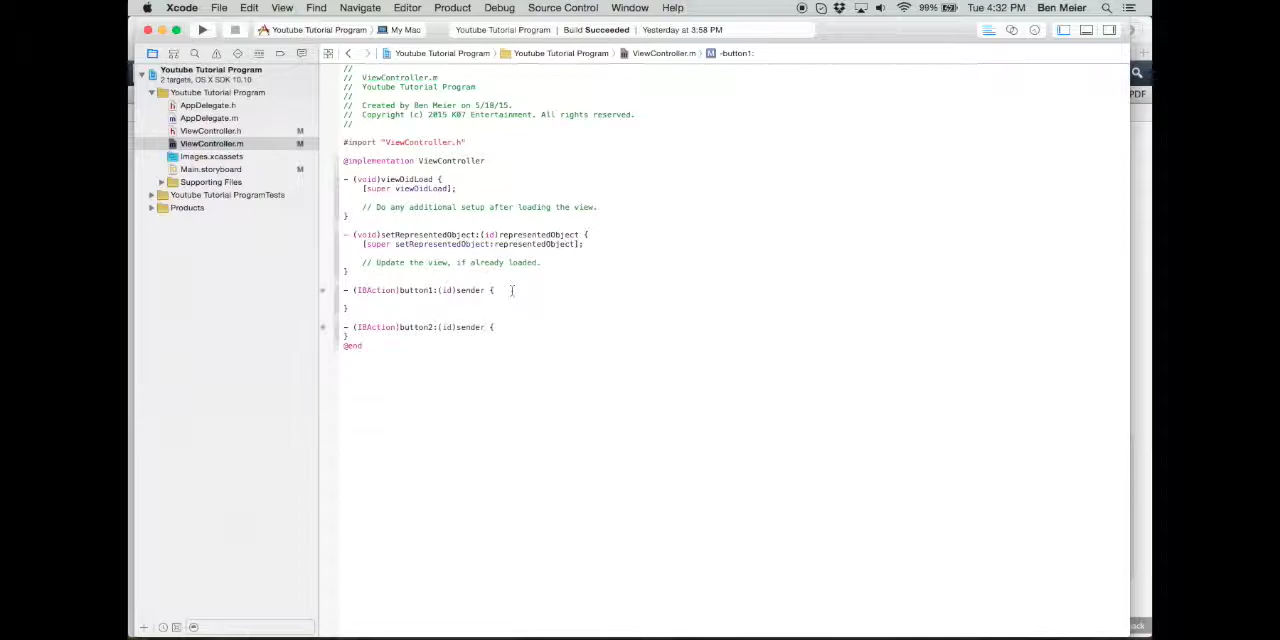 Xcode File Edit View Find Navigate Editor Product Debug Source Control Window Help 99% Tue 4:32 PM Ben Meier
Youtube Tutorial Program My Mac Youtube Tutorial Program Build Succeeded Yesterday at 3:58 PM
Youtube Tutorial Program Youtube Tutorial Program ViewController.m -button1:
PDF
Youtube Tutorial Program
2 targets, OS X SDK 10.10
Youtube Tutorial Program
AppDelegate.h
AppDelegate.m
ViewController.h M
ViewController.m M
Images.xcassets
Main.storyboard M
Supporting Files
Youtube Tutorial ProgramTests
Products
//
// ViewController.m
// Youtube Tutorial Program
//
// Created by Ben Meier on 5/18/15.
// Copyright (c) 2015 K07 Entertainment. All rights reserved.
//
#import "ViewController.h"
@implementation ViewController
- (void)viewDidLoad {
[super viewDidLoad];
// Do any additional setup after loading the view.
}
- (void)setRepresentedObject:(id)representedObject {
[super setRepresentedObject:representedObject];
// Update the view, if already loaded.
}
- (IBAction)button1:(id)sender {
}
- (IBAction)button2:(id)sender {
}
@end